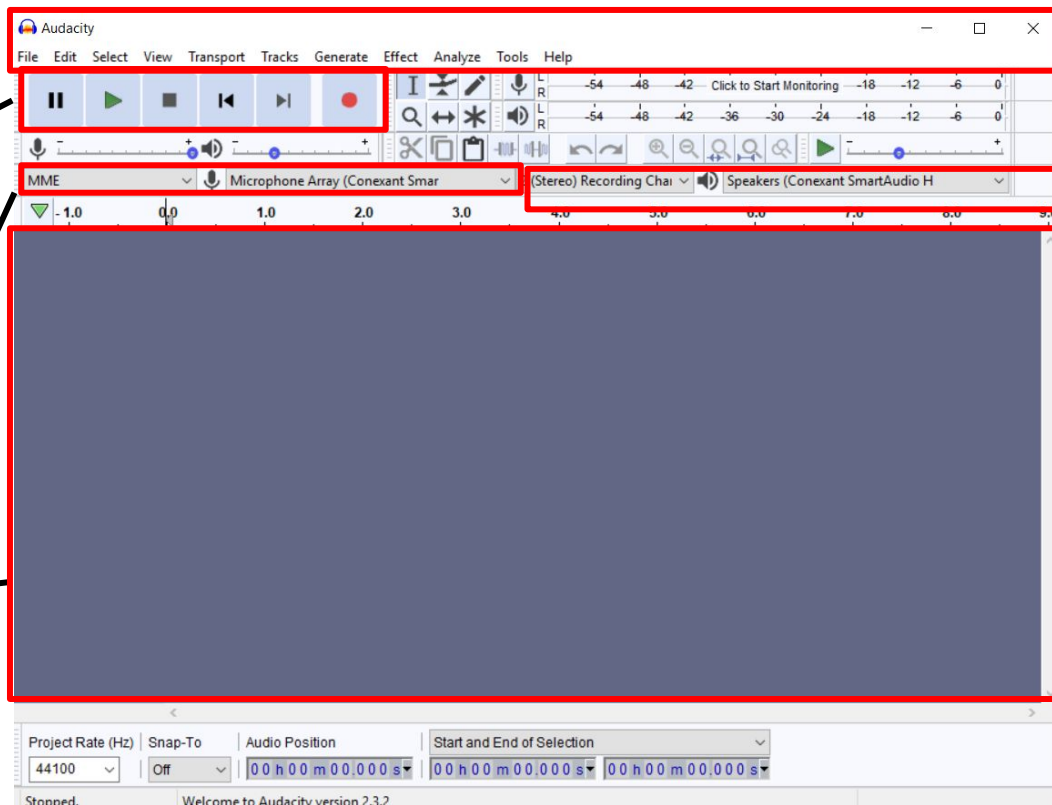 Audacity
File Edit Select View Transport Tracks Generate Effect Analyze Tools Help
L
R
-54 -48 -42 Click to Start Monitoring -18 -12 -6 0
L
R
-54 -48 -42 -36 -30 -24 -18 -12 -6 0
- + - +
- +
MME Microphone Array (Conexant Smar (Stereo) Recording Chai Speakers (Conexant SmartAudio H
- 1.0 0.0 1.0 2.0 3.0 4.0 5.0 6.0 7.0 8.0 9.0
Project Rate (Hz) Snap-To Audio Position Start and End of Selection
44100 Off 00 h 00 m 00.000 s 00 h 00 m 00.000 s 00 h 00 m 00.000 s
Stopped. Welcome to Audacity version 2.3.2